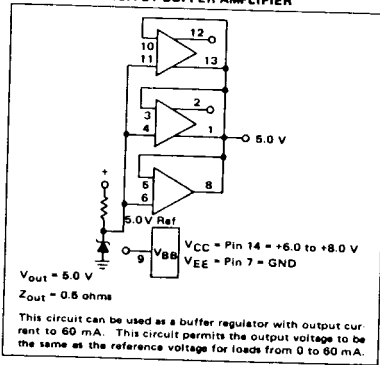 12
10
11
13
3
2
4
1
5.0 V
5
8
6
+
5.0V Ref
9
VBB
VCC = Pin 14 = +6.0 to +8.0 V
VEE = Pin 7 = GND
Vout = 5.0 V
Zout = 0.5 ohms
This circuit can be used as a buffer regulator with output cur-
rent to 60 mA. This circuit permits the output voltage to be
the same as the reference voltage for loads from 0 to 60 mA.